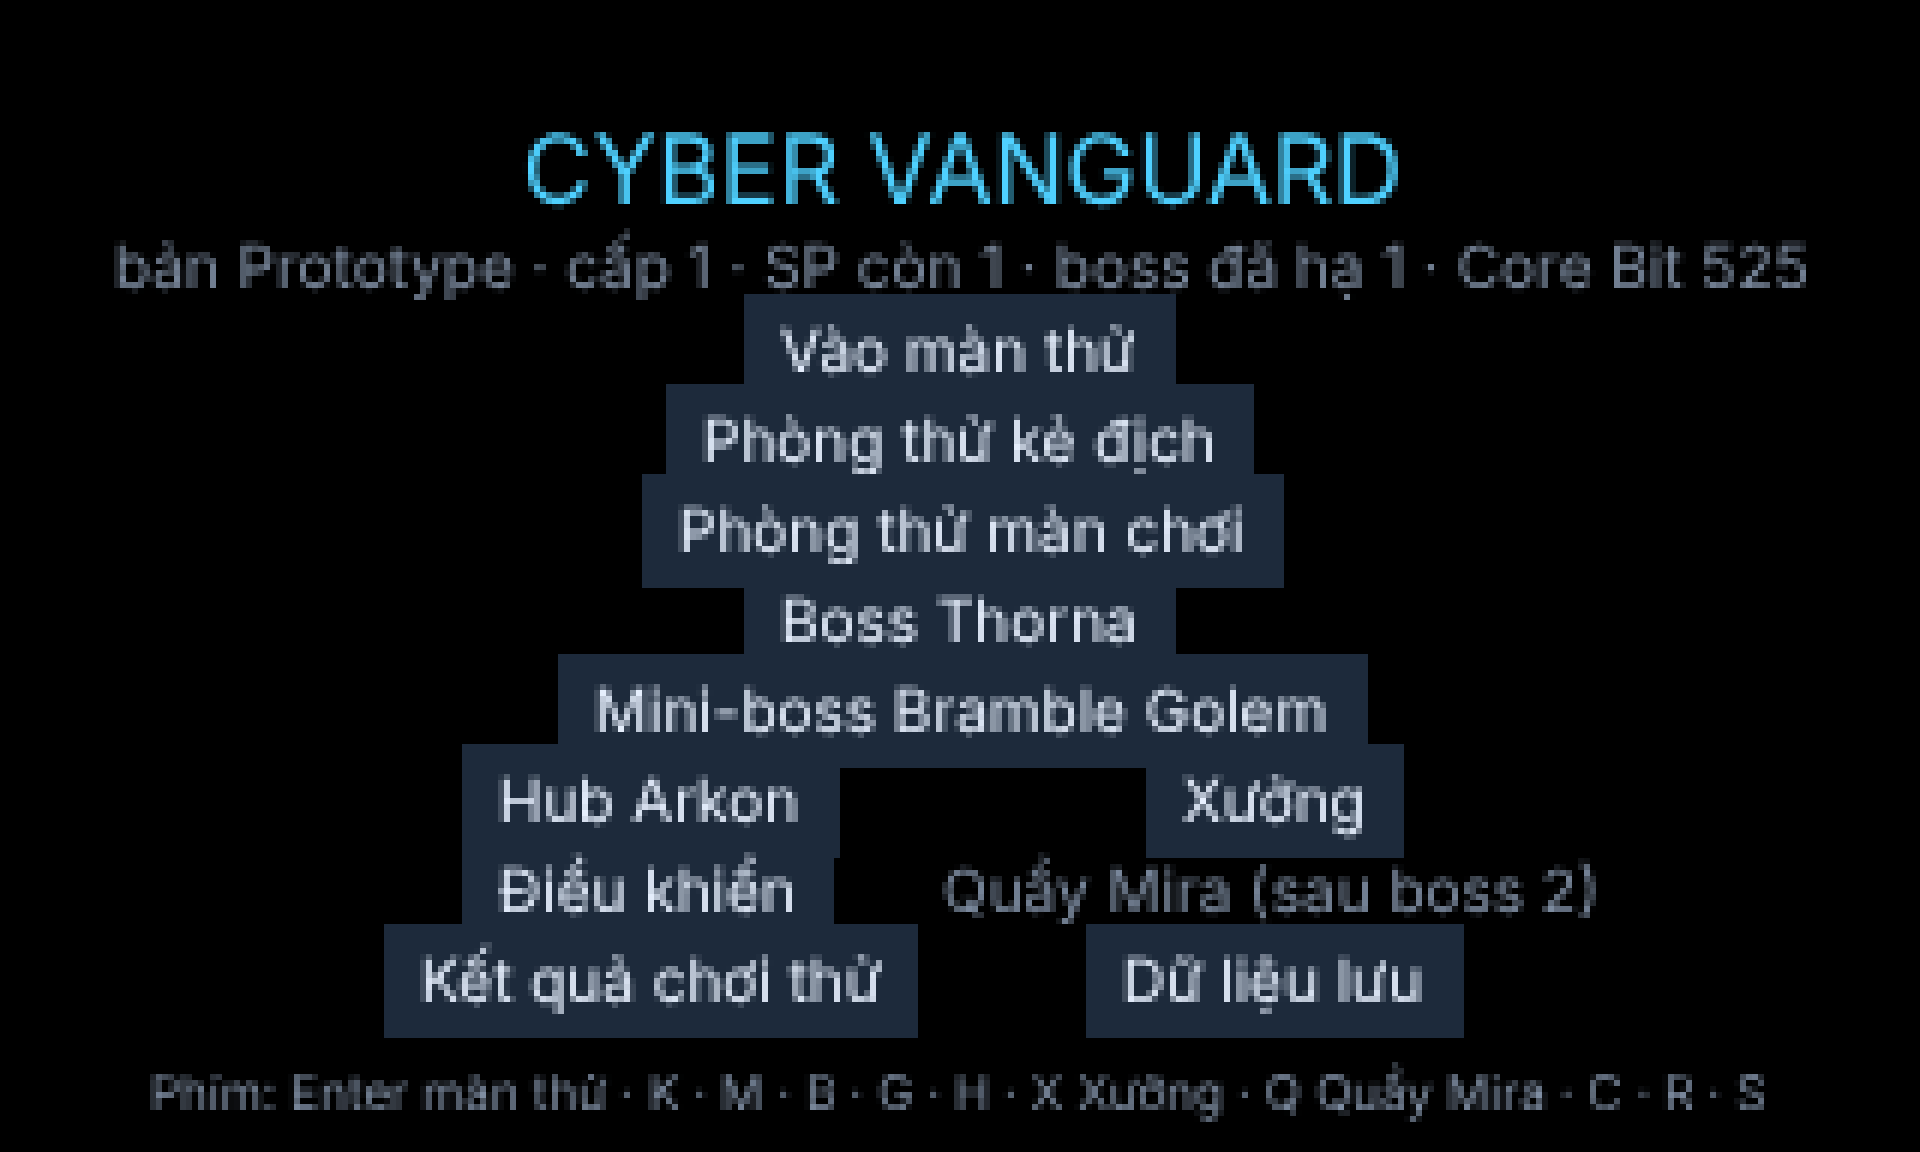 CYBER VANGUARD
bản Prototype · cấp 1 · SP còn 1 · boss đã hạ 1 · Core Bit 525
Vào màn thử
Phòng thử kẻ địch
Phòng thử màn chơi
Boss Thorna
Mini-boss Bramble Golem
Hub Arkon Xưởng
Điều khiển Quầy Mira (sau boss 2)
Kết quả chơi thử Dữ liệu lưu
Phím: Enter màn thử · K · M · B · G · H · X Xưởng · Q Quầy Mira · C · R · S